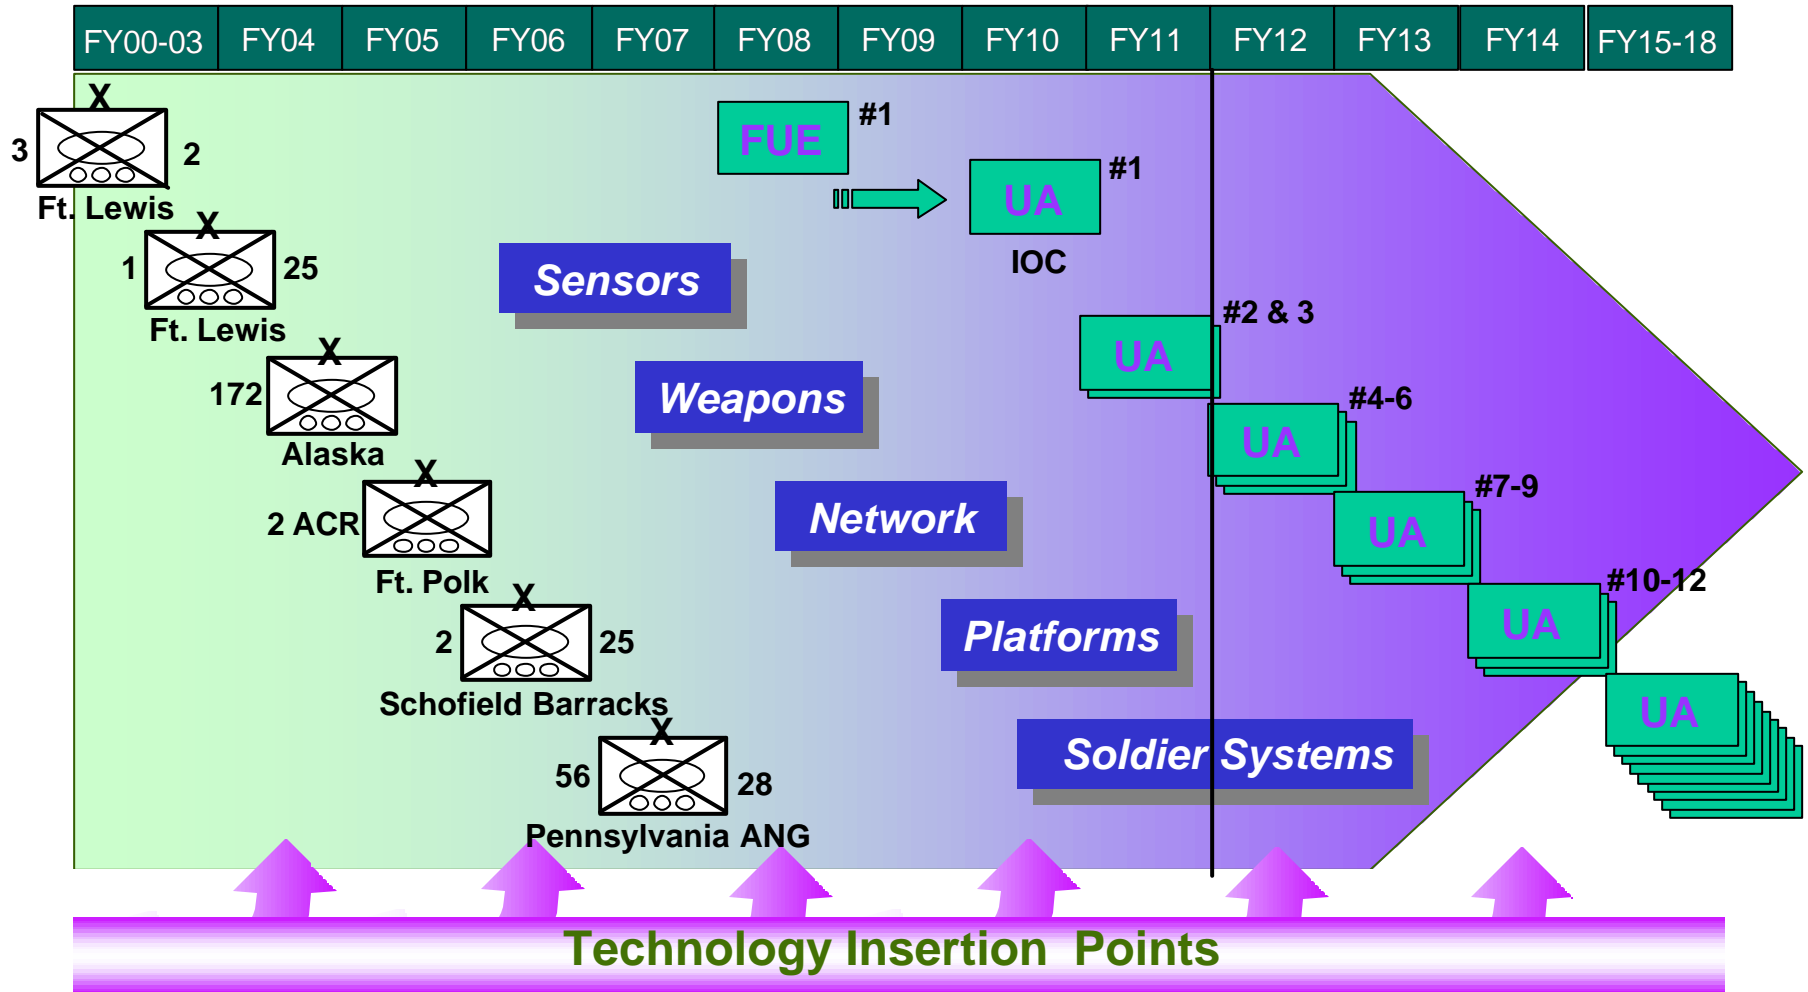 FY00-03 FY04 FY05 FY06 FY07 FY08 FY09 FY10 FY11 FY12 FY13 FY14 FY15-18
X
3 2
Ft. Lewis
X
1 25
Ft. Lewis
X
172
Alaska
X
2 ACR
Ft. Polk
X
2 25
Schofield Barracks
X
56 28
Pennsylvania ANG
FUE #1
UA #1
IOC
Sensors
Weapons
Network
Platforms
Soldier Systems
UA #2 & 3
UA #4-6
UA #7-9
UA #10-12
UA
Technology Insertion Points